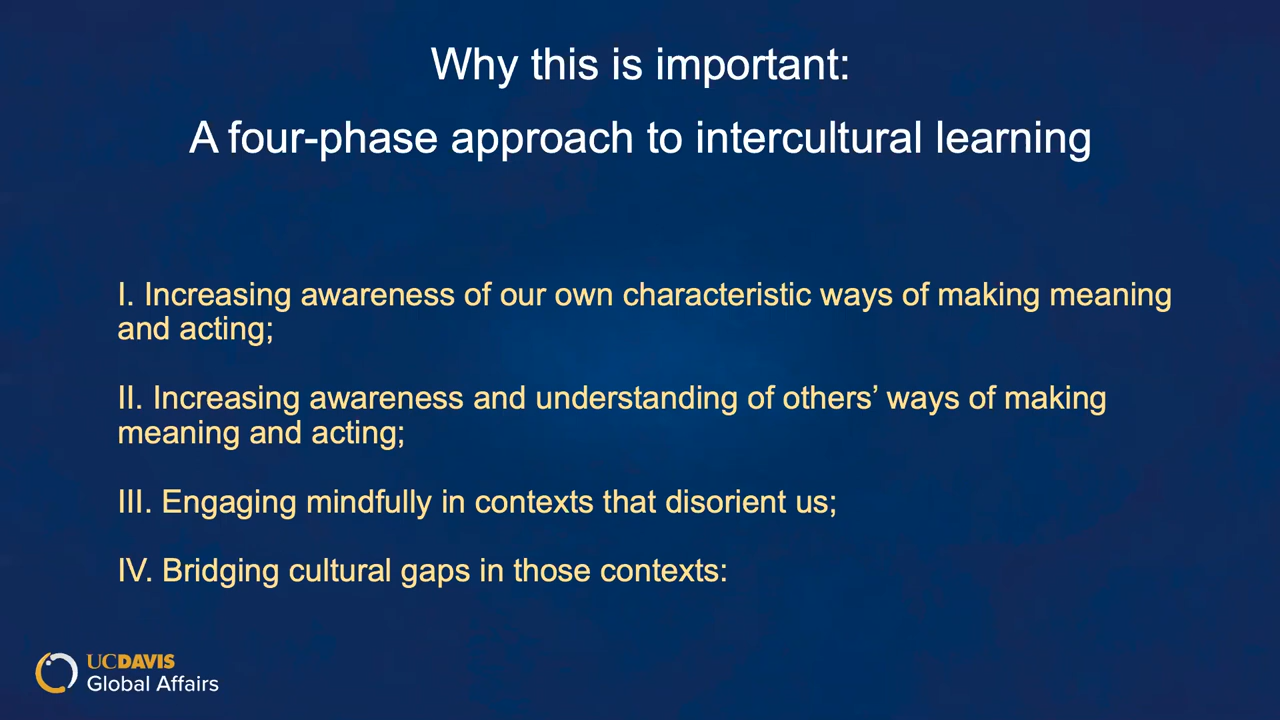 Why this is important:
A four-phase approach to intercultural learning
I. Increasing awareness of our own characteristic ways of making meaning
and acting;
II. Increasing awareness and understanding of others’ ways of making
meaning and acting;
III. Engaging mindfully in contexts that disorient us;
IV. Bridging cultural gaps in those contexts:
UCDAVIS
Global Affairs